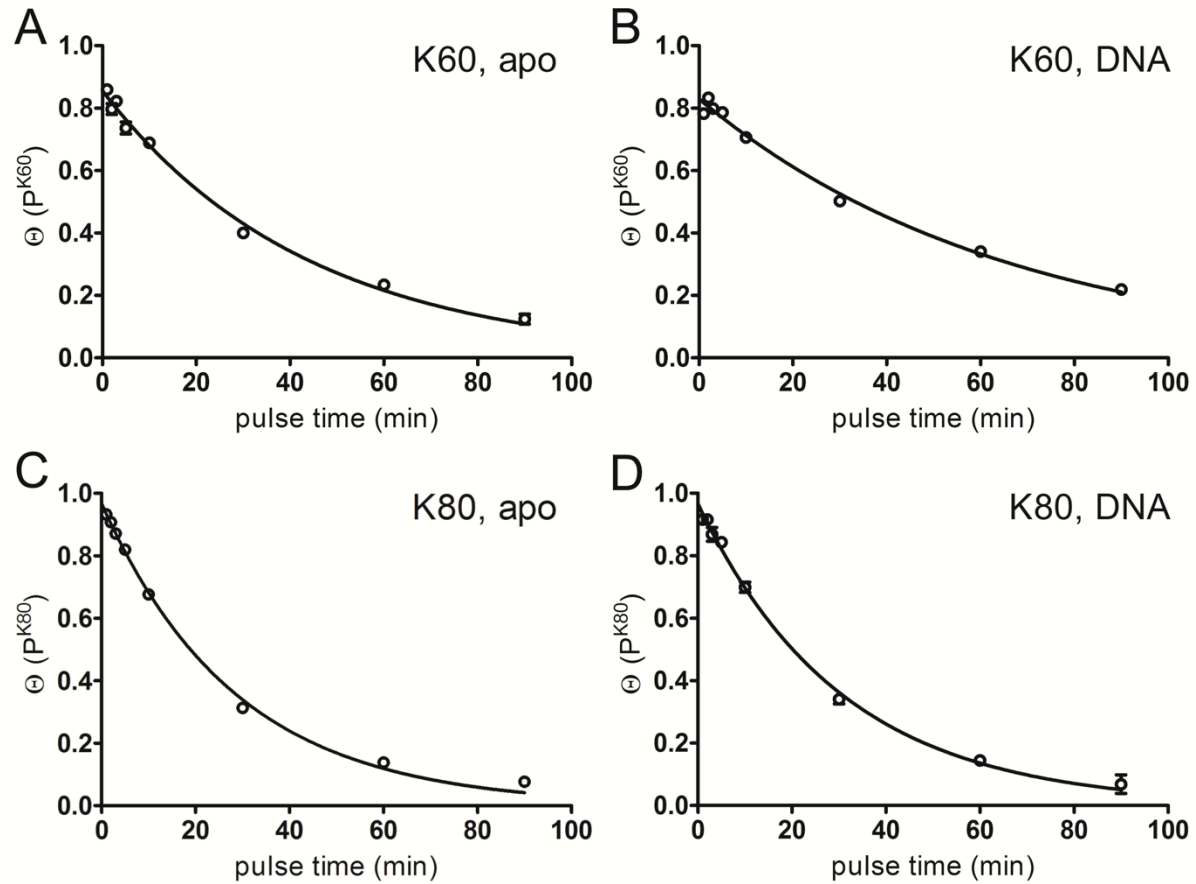 A
K60, apo
1.0
0.8
0.6
0.4
0.2
0.0
Θ (P^K60)
0 20 40 60 80 100
pulse time (min)
B
K60, DNA
1.0
0.8
0.6
0.4
0.2
0.0
Θ (P^K60)
0 20 40 60 80 100
pulse time (min)
C
K80, apo
1.0
0.8
0.6
0.4
0.2
0.0
Θ (P^K80)
0 20 40 60 80 100
pulse time (min)
D
K80, DNA
1.0
0.8
0.6
0.4
0.2
0.0
Θ (P^K80)
0 20 40 60 80 100
pulse time (min)